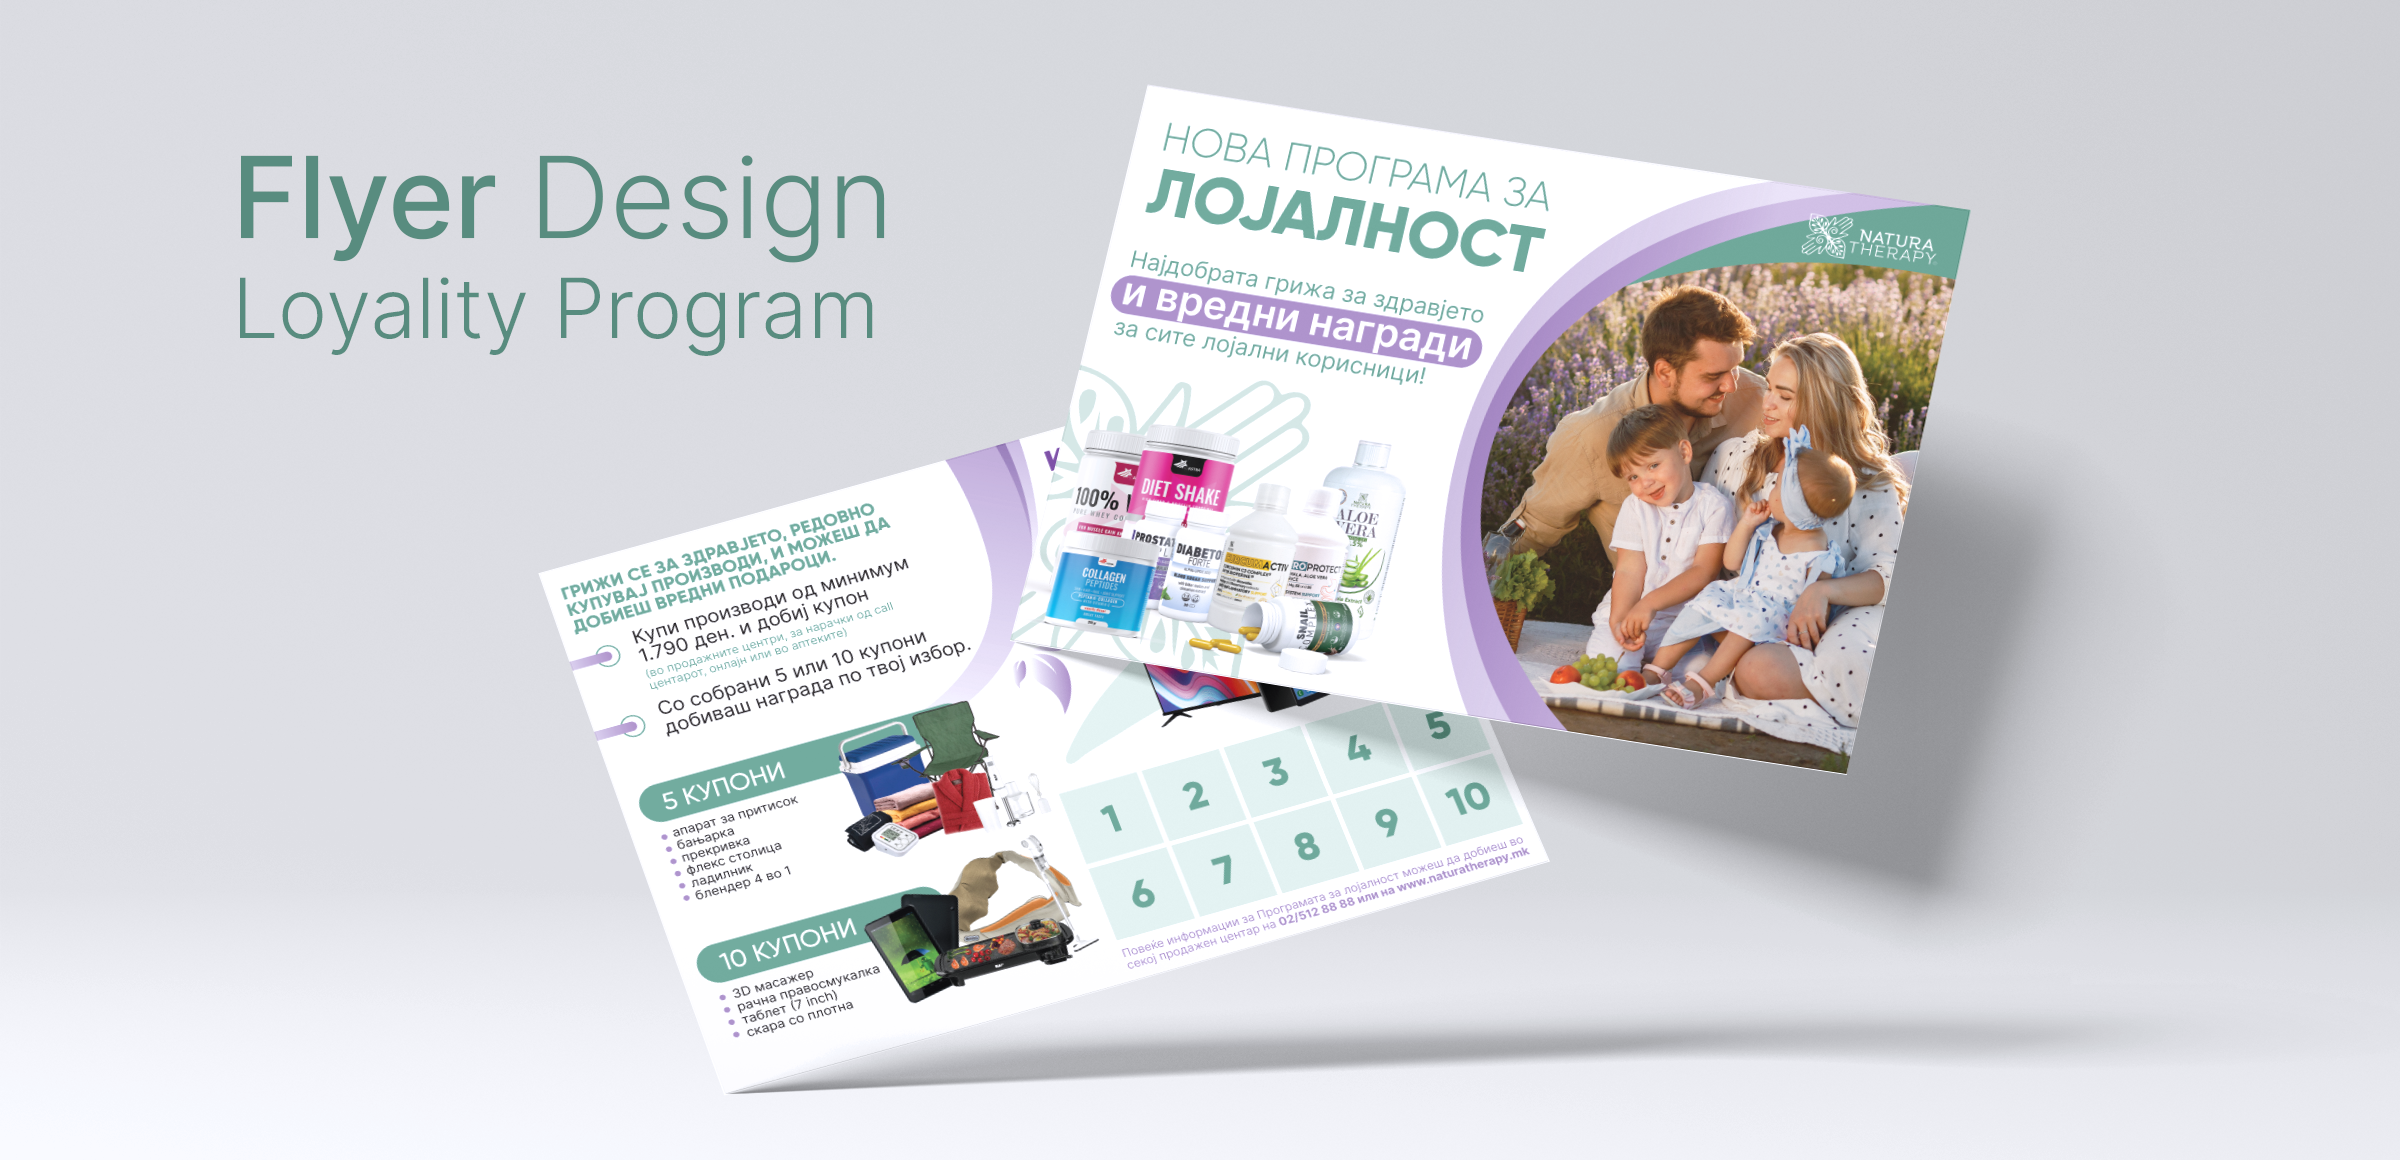 Flyer Design
Loyality Program
НОВА ПРОГРАМА ЗА
ЛОЈАЛНОСТ
Најдобрата грижа за здравјето
и вредни награди
за сите лојални корисници!
NATURA
THERAPY
100%
DIET SHAKE
COLLAGEN
PEPTIDES
DIABETO
FORTE
ALOE
VERA
ГРИЖИ СЕ ЗА ЗДРАВЈЕТО, РЕДОВНО
КУПУВАЈ ПРОИЗВОДИ, И МОЖЕШ ДА
ДОБИЕШ ВРЕДНИ ПОДАРОЦИ.
Купи производи од минимум
1.790 ден. и добиј купон
(во продажните центри, за нарачки од call
центарот, онлајн или во аптеките)
Со собрани 5 или 10 купони
добиваш награда по твој избор.
5 КУПОНИ
апарат за притисок
бањарка
прекривка
флекс столица
ладилник
блендер 4 во 1
10 КУПОНИ
3D масажер
рачна правосмукалка
таблет (7 inch)
скара со плотна
1 2 3 4 5
6 7 8 9 10
Повеќе информации за Програмата за лојалност можеш да добиеш во
секој продажен центар на 02/512 88 88 или на www.naturatherapy.mk